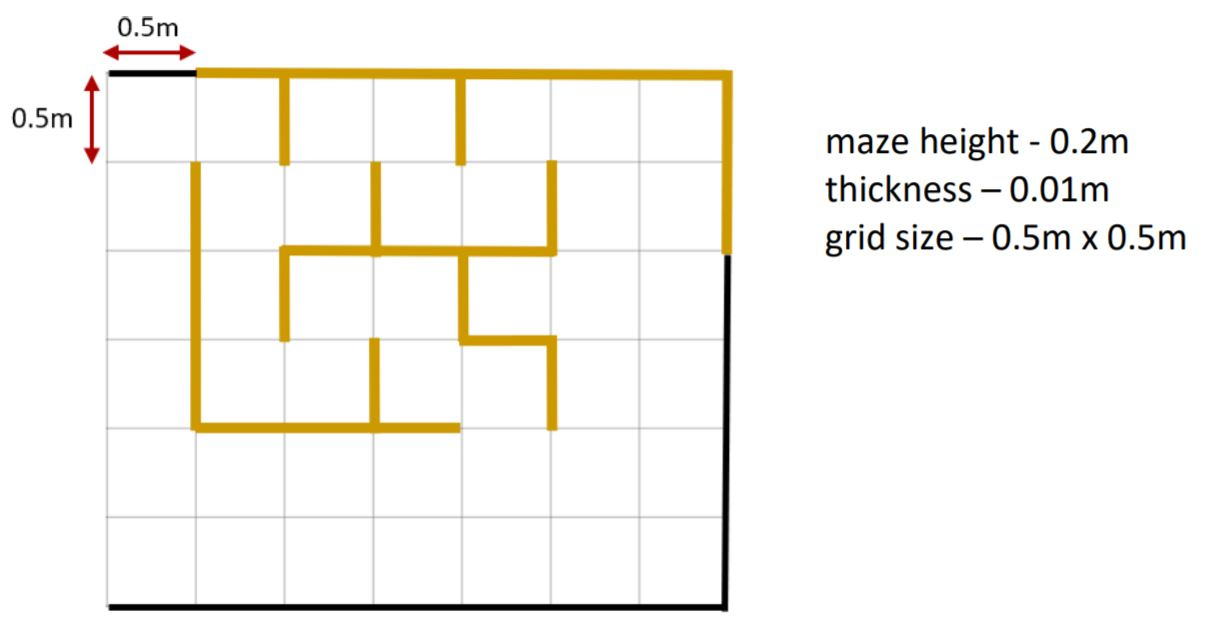 0.5m
0.5m
maze height - 0.2m
thickness – 0.01m
grid size – 0.5m x 0.5m